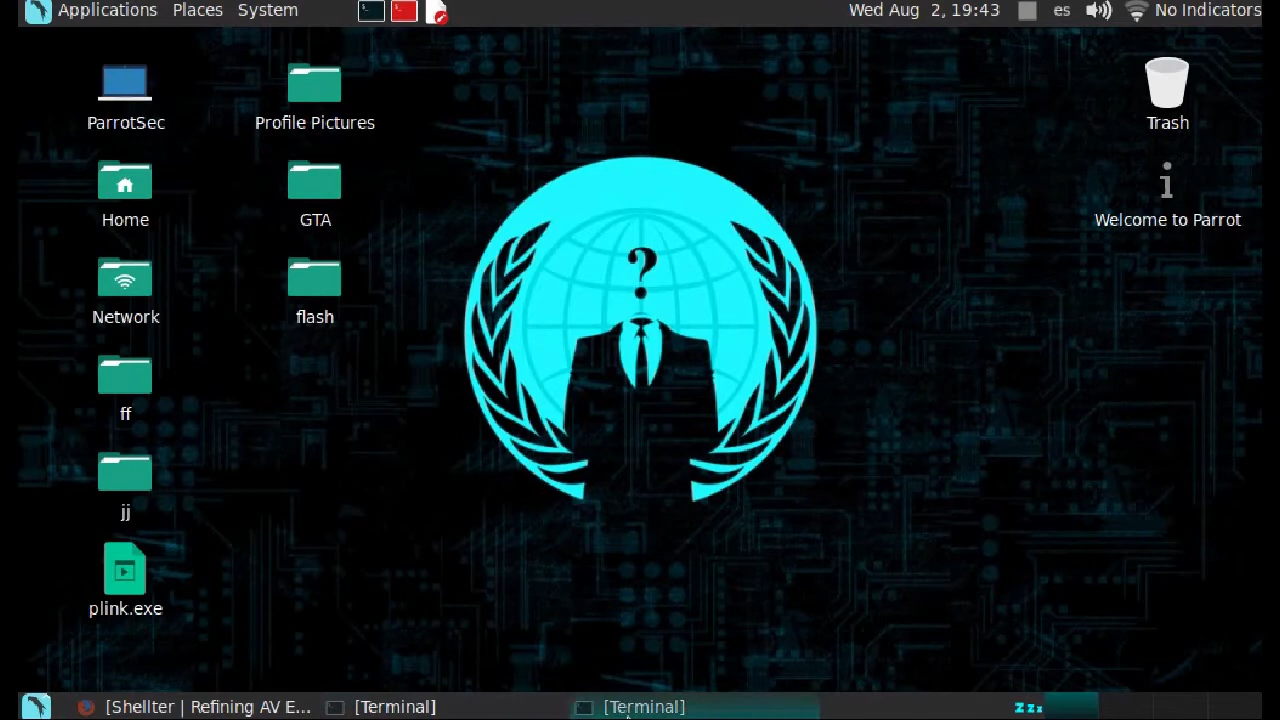 Applications Places System Wed Aug 2, 19:43 es No Indicators
ParrotSec Profile Pictures Trash
Home GTA Welcome to Parrot
Network flash
ff
jj
plink.exe
?
[Shellter | Refining AV E... [Terminal] [Terminal] zzz